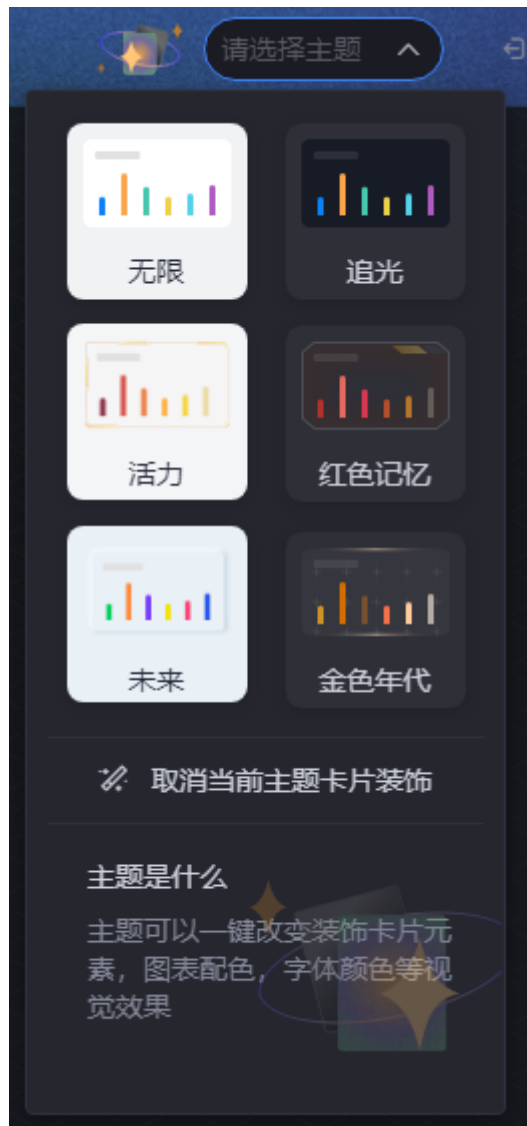 请选择主题
无限
追光
活力
红色记忆
未来
金色年代
取消当前主题卡片装饰
主题是什么
主题可以一键改变装饰卡片元
素，图表配色，字体颜色等视
觉效果